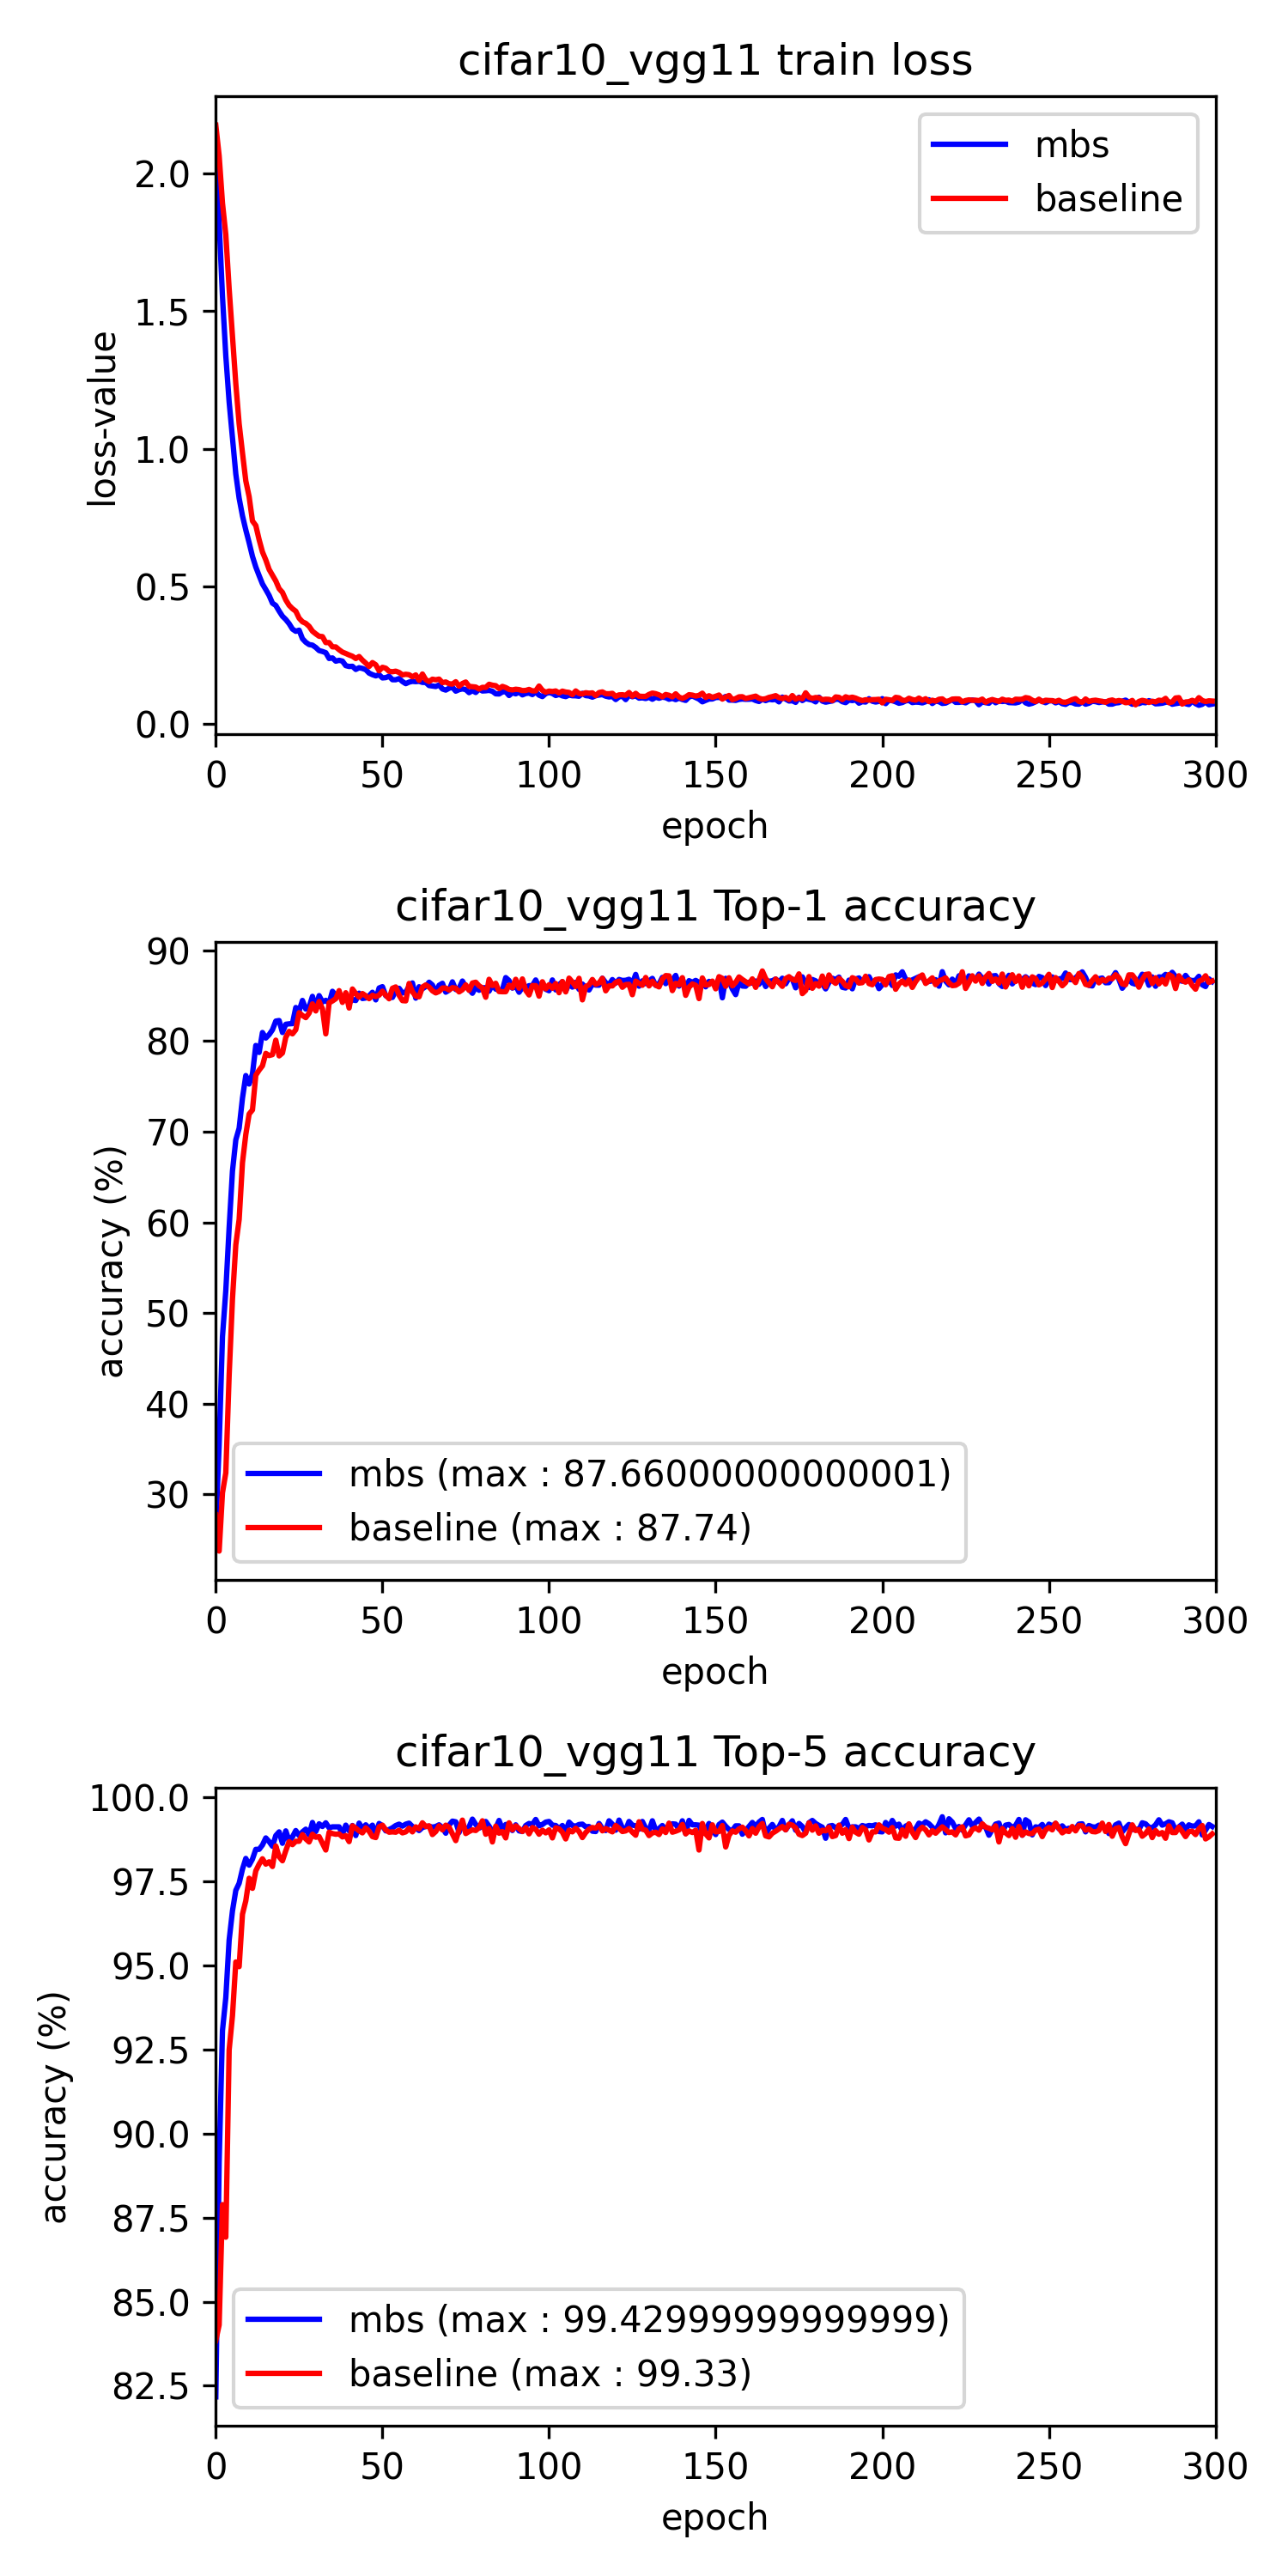 cifar10_vgg11 train loss
mbs
baseline
2.0
1.5
1.0
0.5
0.0
loss-value
0 50 100 150 200 250 300
epoch
cifar10_vgg11 Top-1 accuracy
90
80
70
60
50
40
30
accuracy (%)
mbs (max : 87.66000000000001)
baseline (max : 87.74)
0 50 100 150 200 250 300
epoch
cifar10_vgg11 Top-5 accuracy
100.0
97.5
95.0
92.5
90.0
87.5
85.0
82.5
accuracy (%)
mbs (max : 99.42999999999999)
baseline (max : 99.33)
0 50 100 150 200 250 300
epoch